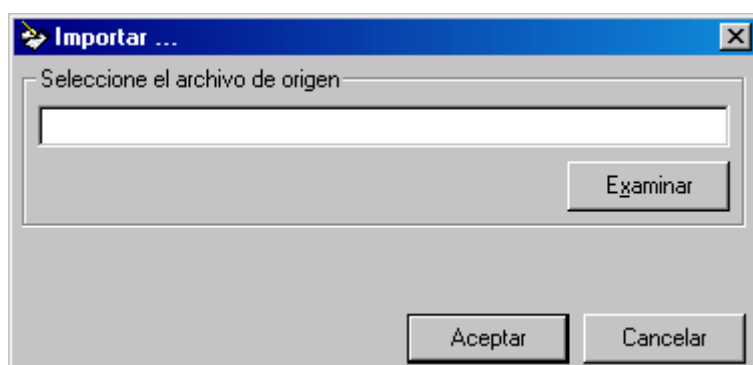 Importar ...
Seleccione el archivo de origen
Examinar
Aceptar Cancelar